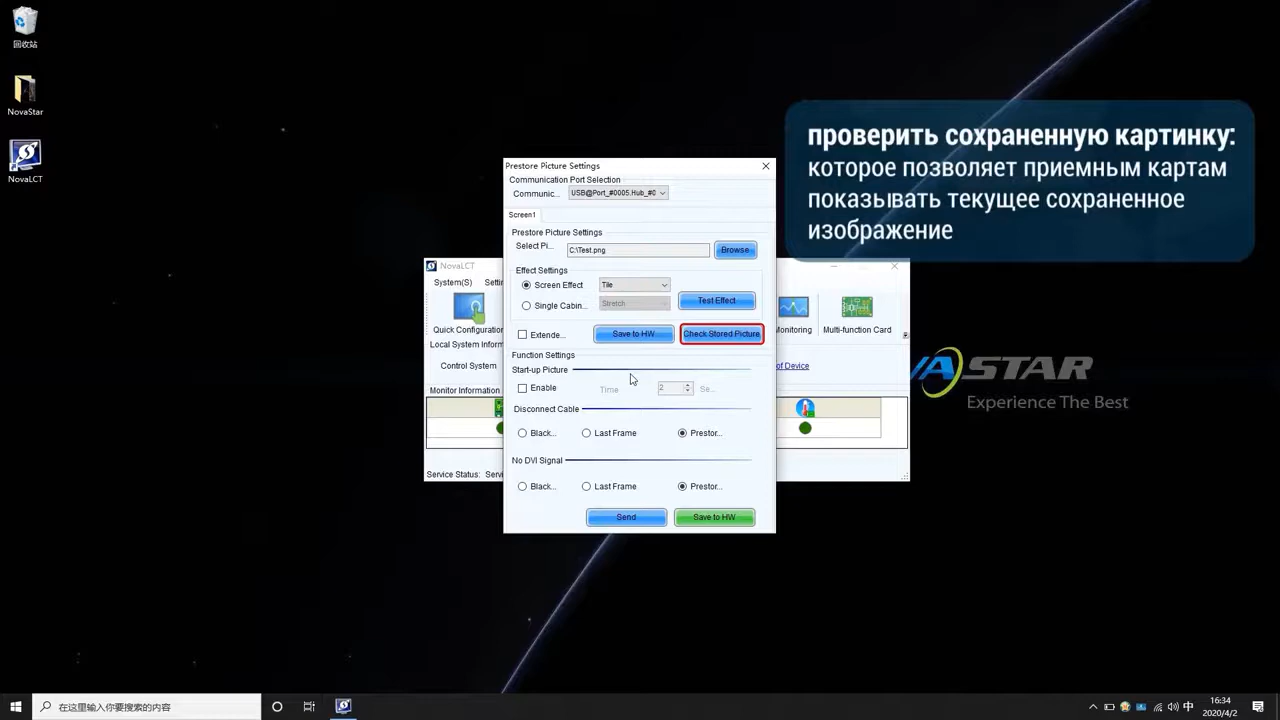 回收站
NovaStar
NovaLCT
проверить сохраненную картинку:
которое позволяет приемным картам
показывать текущее сохраненное
изображение
Prestore Picture Settings
Communication Port Selection
Communic... USB@Port_#0005.Hub_#0
Screen1
Prestore Picture Settings
Select Pi... C:\Test.png Browse
Effect Settings
Screen Effect Tile
Single Cabin... Stretch Test Effect
Extende... Save to HW Check Stored Picture
Function Settings
Start-up Picture
Enable Time 2 Se...
Disconnect Cable
Black... Last Frame Prestor...
No DVI Signal
Black... Last Frame Prestor...
Send Save to HW
NovaLCT
System(S) Setti
Quick Configuration
Monitoring Multi-function Card
Local System Inform
Control System
of Device
Monitor Information
Service Status: Servi
ASTAR
Experience The Best
在这里输入你要搜索的内容
中
16:34
2020/4/2